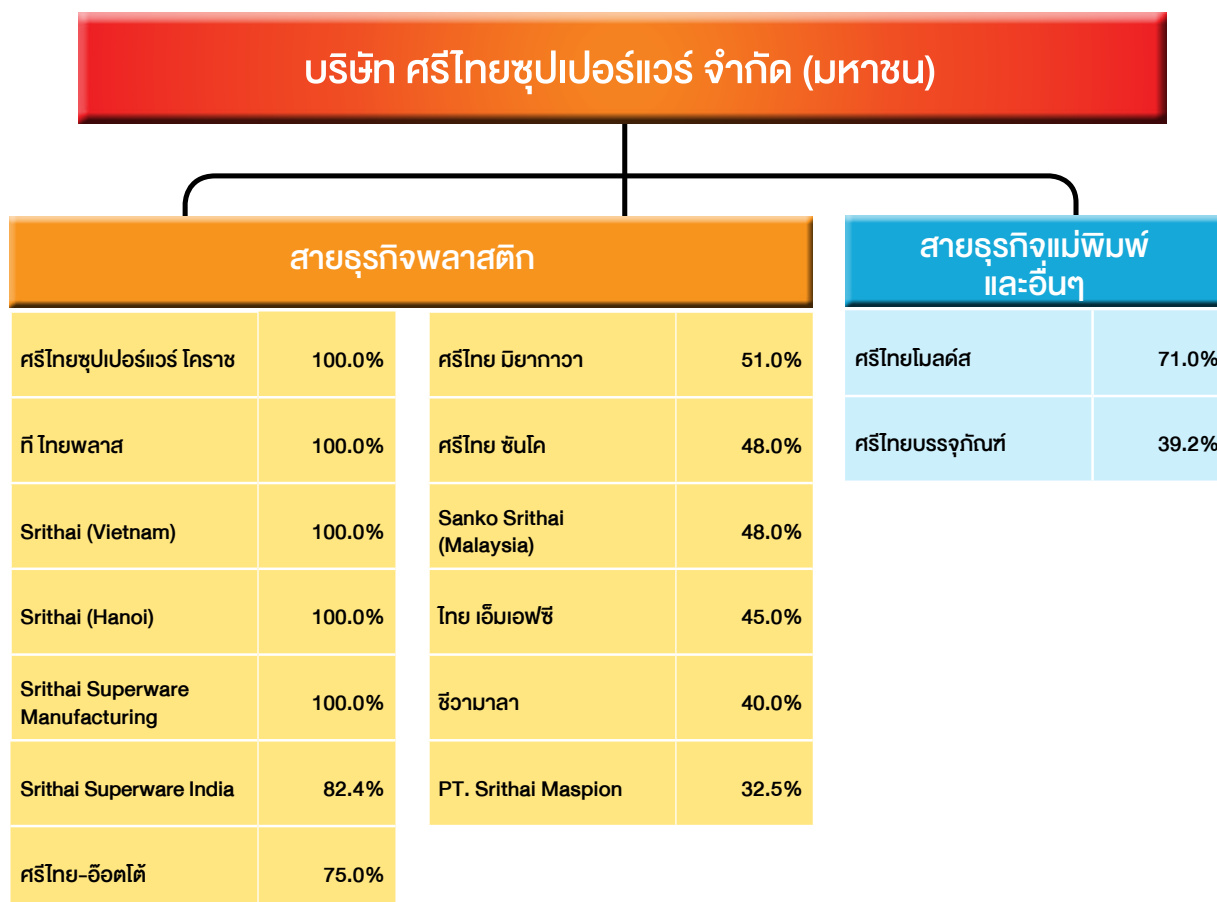 บริษัท ศรีไทยซุปเปอร์แวร์ จำกัด (มหาชน)
สายธุรกิจพลาสติก
ศรีไทยซุปเปอร์แวร์ โคราช 100.0%
ที ไทยพลาส 100.0%
Srithai (Vietnam) 100.0%
Srithai (Hanoi) 100.0%
Srithai Superware
Manufacturing 100.0%
Srithai Superware India 82.4%
ศรีไทย-อ๊อตโต้ 75.0%
ศรีไทย มิยากาวา 51.0%
ศรีไทย ซันโค 48.0%
Sanko Srithai
(Malaysia) 48.0%
ไทย เอ็มเอฟซี 45.0%
ชีวามาลา 40.0%
PT. Srithai Maspion 32.5%
สายธุรกิจแม่พิมพ์
และอื่นๆ
ศรีไทยโมลด์ส 71.0%
ศรีไทยบรรจุภัณฑ์ 39.2%